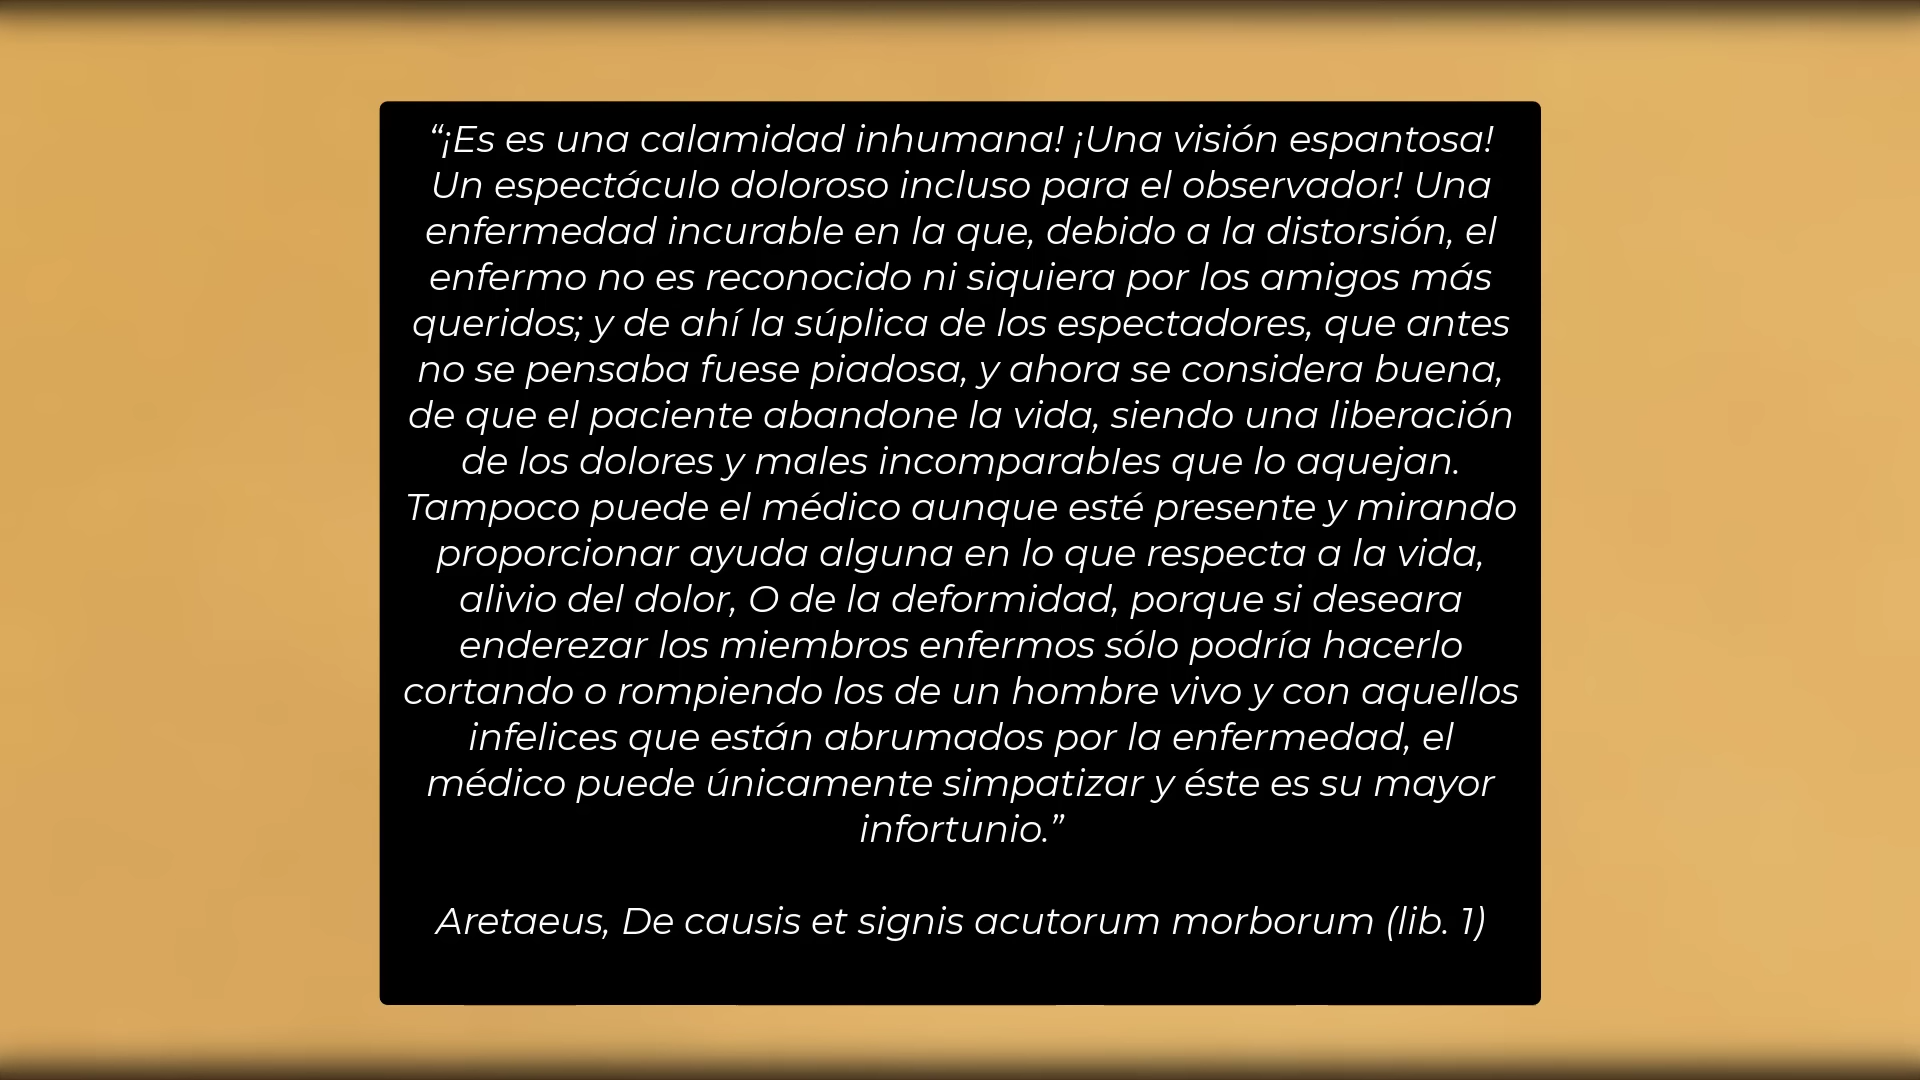 “¡Es es una calamidad inhumana! ¡Una visión espantosa!
Un espectáculo doloroso incluso para el observador! Una
enfermedad incurable en la que, debido a la distorsión, el
enfermo no es reconocido ni siquiera por los amigos más
queridos; y de ahí la súplica de los espectadores, que antes
no se pensaba fuese piadosa, y ahora se considera buena,
de que el paciente abandone la vida, siendo una liberación
de los dolores y males incomparables que lo aquejan.
Tampoco puede el médico aunque esté presente y mirando
proporcionar ayuda alguna en lo que respecta a la vida,
alivio del dolor, O de la deformidad, porque si deseara
enderezar los miembros enfermos sólo podría hacerlo
cortando o rompiendo los de un hombre vivo y con aquellos
infelices que están abrumados por la enfermedad, el
médico puede únicamente simpatizar y éste es su mayor
infortunio.”
Aretaeus, De causis et signis acutorum morborum (lib. 1)